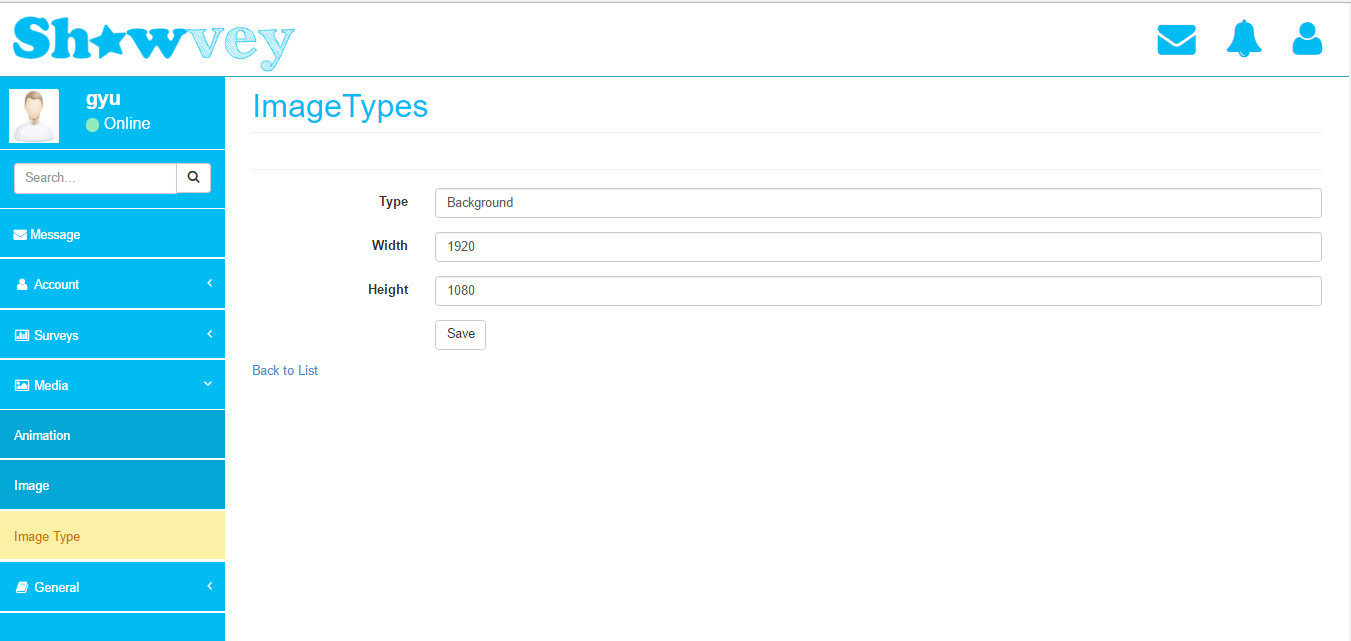 Sh★wvey
gyu
Online
Search...
Message
Account
Surveys
Media
Animation
Image
Image Type
General
ImageTypes
Type
Background
Width
1920
Height
1080
Save
Back to List